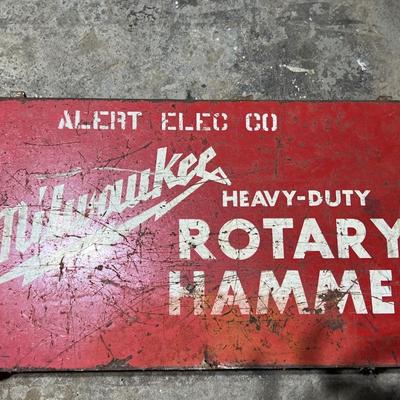 ALERT ELEC CO
Milwaukee
HEAVY-DUTY
ROTARY
HAMME